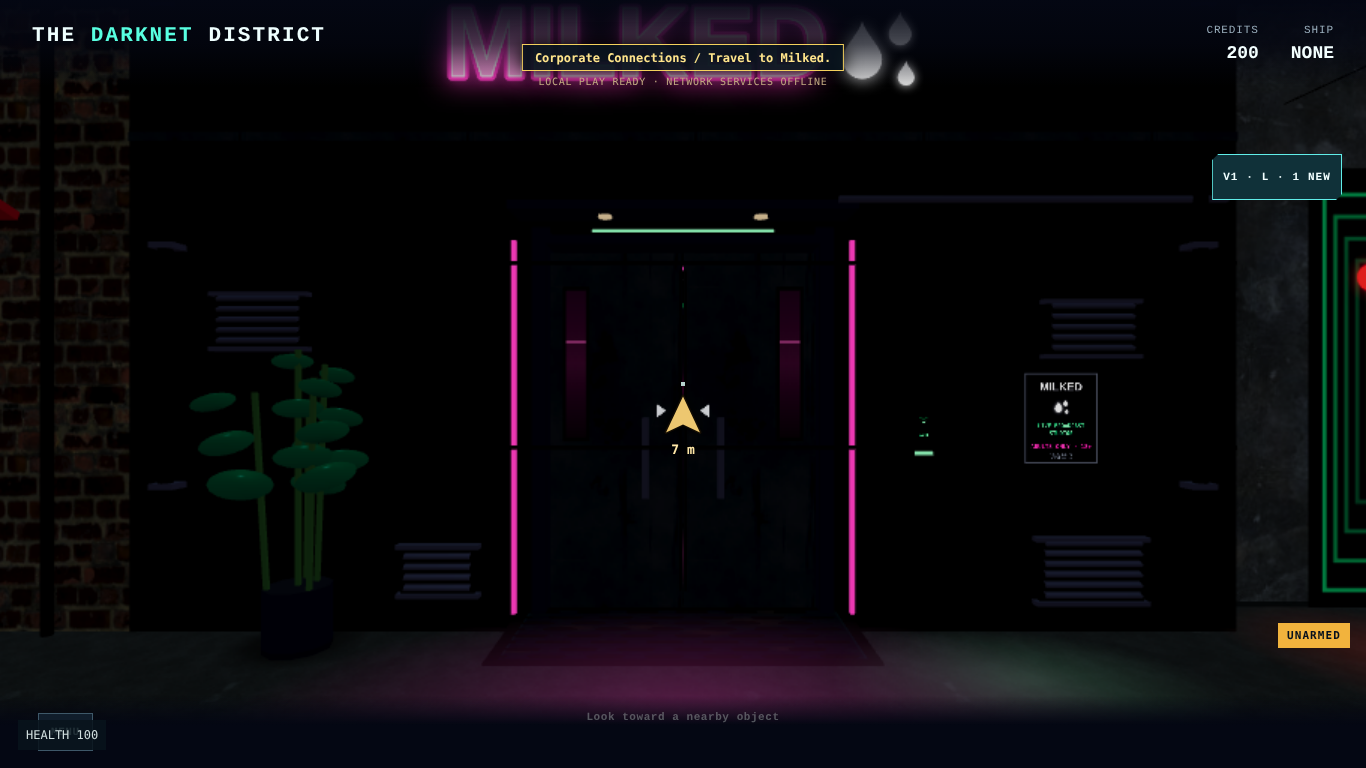 THE DARKNET DISTRICT
MILKED
Corporate Connections / Travel to Milked.
LOCAL PLAY READY · NETWORK SERVICES OFFLINE
CREDITS
200
SHIP
NONE
V1 · L · 1 NEW
MILKED
7 m
UNARMED
Look toward a nearby object
HEALTH 100